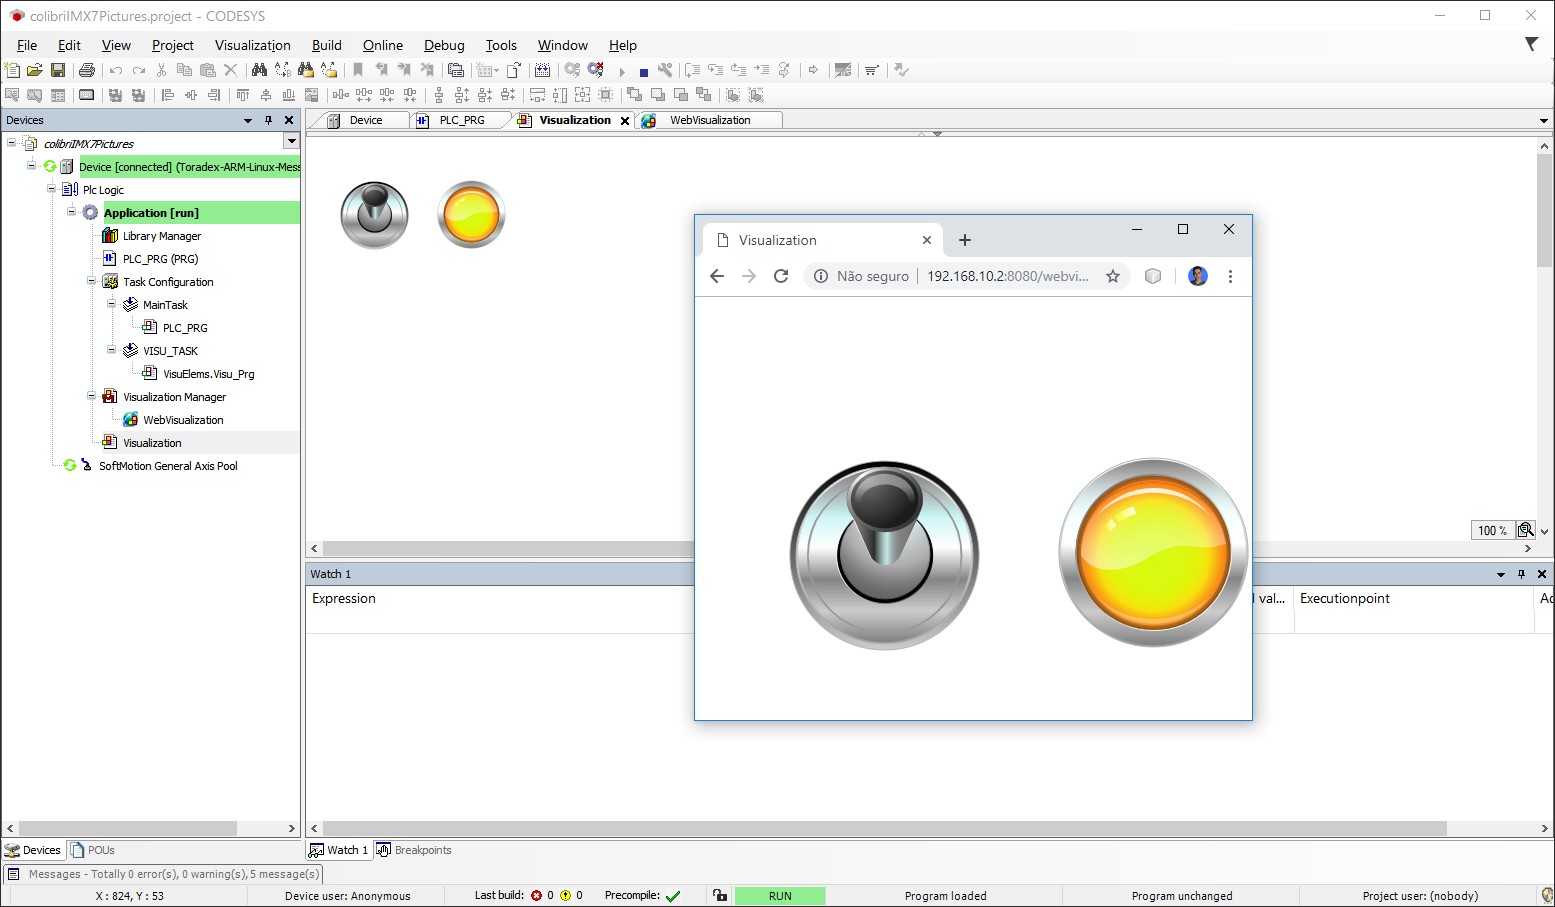 colibriIMX7Pictures.project - CODESYS
File Edit View Project Visualization Build Online Debug Tools Window Help
Devices
Device PLC_PRG Visualization WebVisualization
colibriIMX7Pictures
Device [connected] (Toradex-ARM-Linux-Mess
Plc Logic
Application [run]
Library Manager
PLC_PRG (PRG)
Task Configuration
MainTask
PLC_PRG
VISU_TASK
VisuElems.Visu_Prg
Visualization Manager
WebVisualization
Visualization
SoftMotion General Axis Pool
Visualization
Não seguro 192.168.10.2:8080/webvi...
100 %
Watch 1
Expression
val... Executionpoint
Devices POUs
Watch 1 Breakpoints
Messages - Totally 0 error(s), 0 warning(s), 5 message(s)
X : 824, Y : 53 Device user: Anonymous Last build: 0 0 Precompile: RUN Program loaded Program unchanged Project user: (nobody)